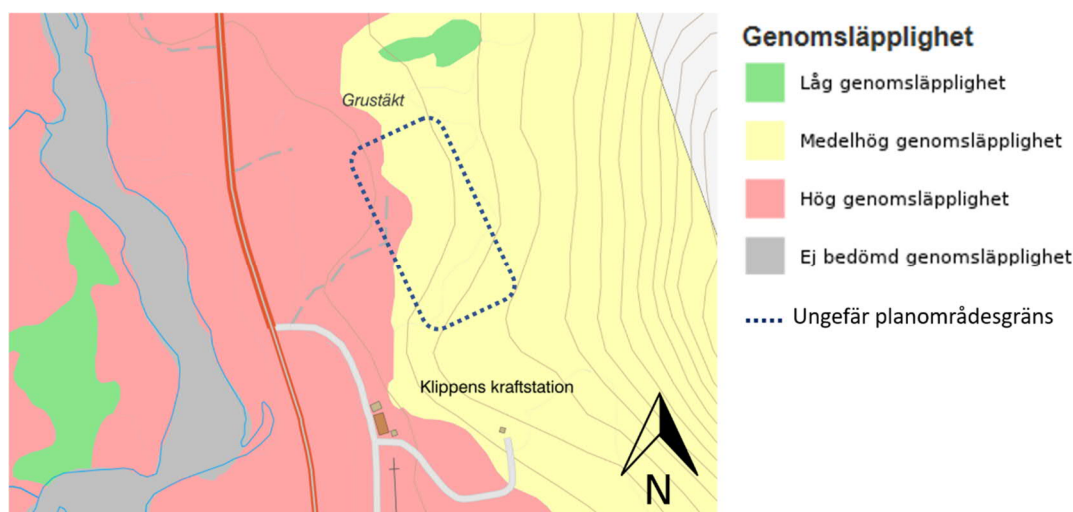 Grustäkt
Klippens kraftstation
N
Genomsläpplighet
Låg genomsläpplighet
Medelhög genomsläpplighet
Hög genomsläpplighet
Ej bedömd genomsläpplighet
Ungefär planområdesgräns